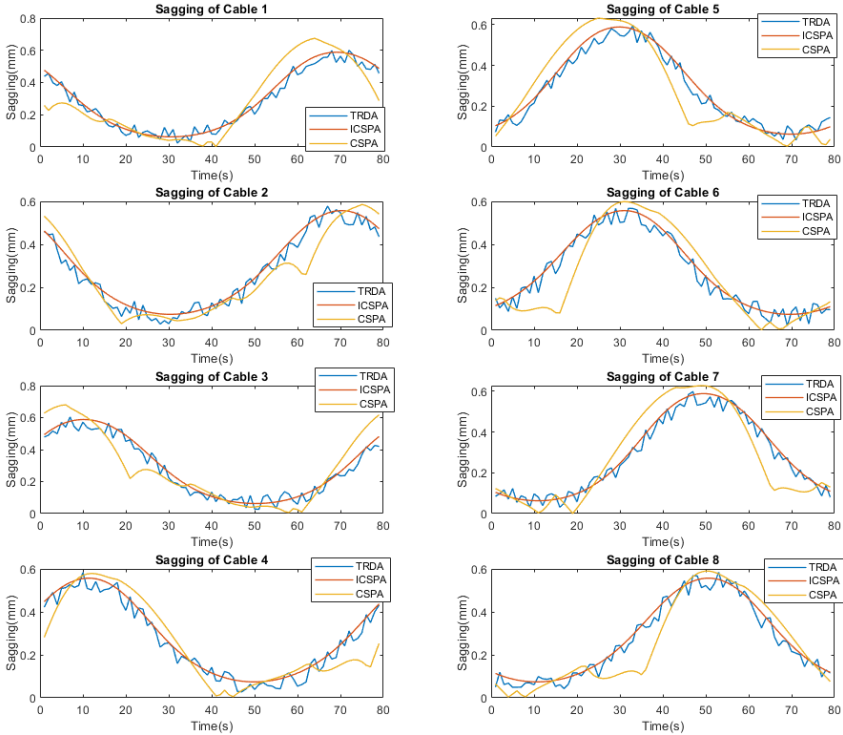 Sagging of Cable 1
Sagging(mm)
0.8
0.6
0.4
0.2
0
0 10 20 30 40 50 60 70 80
Time(s)
TRDA
ICSPA
CSPA
Sagging of Cable 5
Sagging(mm)
0.6
0.4
0.2
0
0 10 20 30 40 50 60 70 80
Time(s)
TRDA
ICSPA
CSPA
Sagging of Cable 2
Sagging(mm)
0.6
0.4
0.2
0
0 10 20 30 40 50 60 70 80
Time(s)
TRDA
ICSPA
CSPA
Sagging of Cable 6
Sagging(mm)
0.6
0.4
0.2
0
0 10 20 30 40 50 60 70 80
Time(s)
TRDA
ICSPA
CSPA
Sagging of Cable 3
Sagging(mm)
0.8
0.6
0.4
0.2
0
0 10 20 30 40 50 60 70 80
Time(s)
TRDA
ICSPA
CSPA
Sagging of Cable 7
Sagging(mm)
0.6
0.4
0.2
0
0 10 20 30 40 50 60 70 80
Time(s)
TRDA
ICSPA
CSPA
Sagging of Cable 4
Sagging(mm)
0.6
0.4
0.2
0
0 10 20 30 40 50 60 70 80
Time(s)
TRDA
ICSPA
CSPA
Sagging of Cable 8
Sagging(mm)
0.6
0.4
0.2
0
0 10 20 30 40 50 60 70 80
Time(s)
TRDA
ICSPA
CSPA